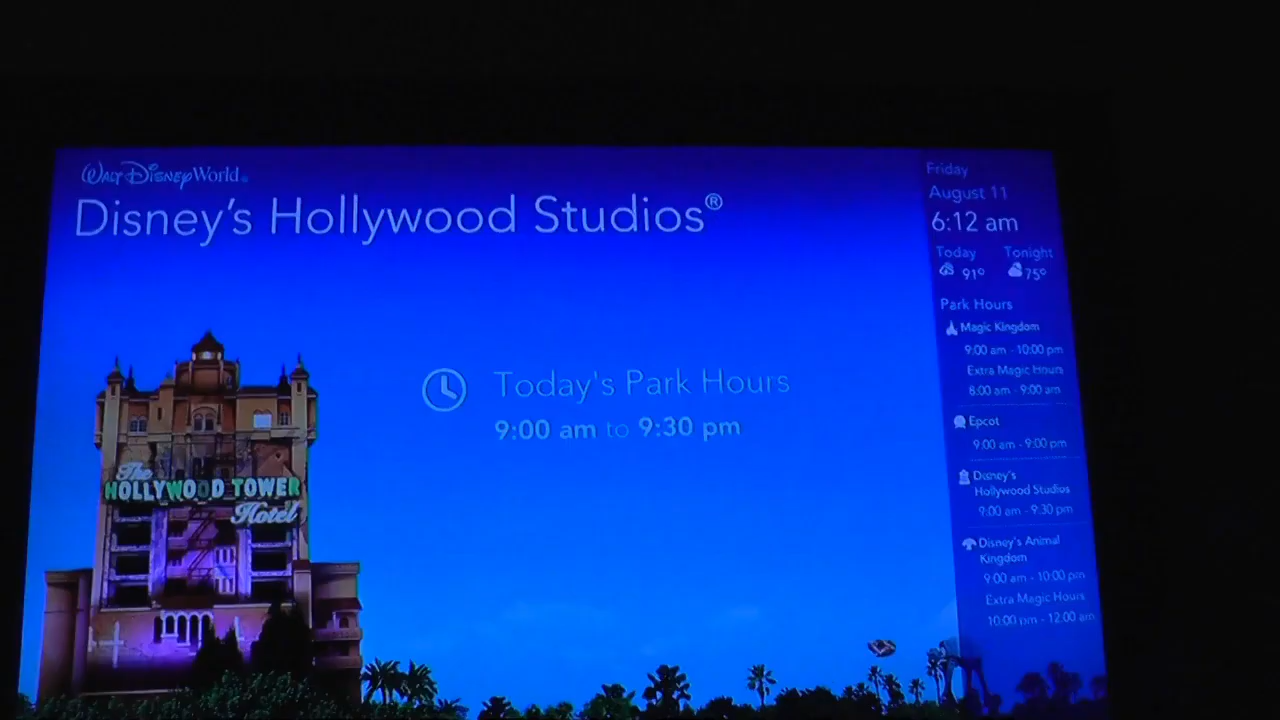 Walt Disney World®
Disney's Hollywood Studios®
The
HOLLYWOOD TOWER
Hotel
Today's Park Hours
9:00 am to 9:30 pm
Friday
August 11
6:12 am
Today Tonight
91° 75°
Park Hours
Magic Kingdom
9:00 am - 10:00 pm
Extra Magic Hours
8:00 am - 9:00 am
Epcot
9:00 am - 9:00 pm
Disney's
Hollywood Studios
9:00 am - 9:30 pm
Disney's Animal
Kingdom
9:00 am - 10:00 pm
Extra Magic Hours
10:00 pm - 12:00 am